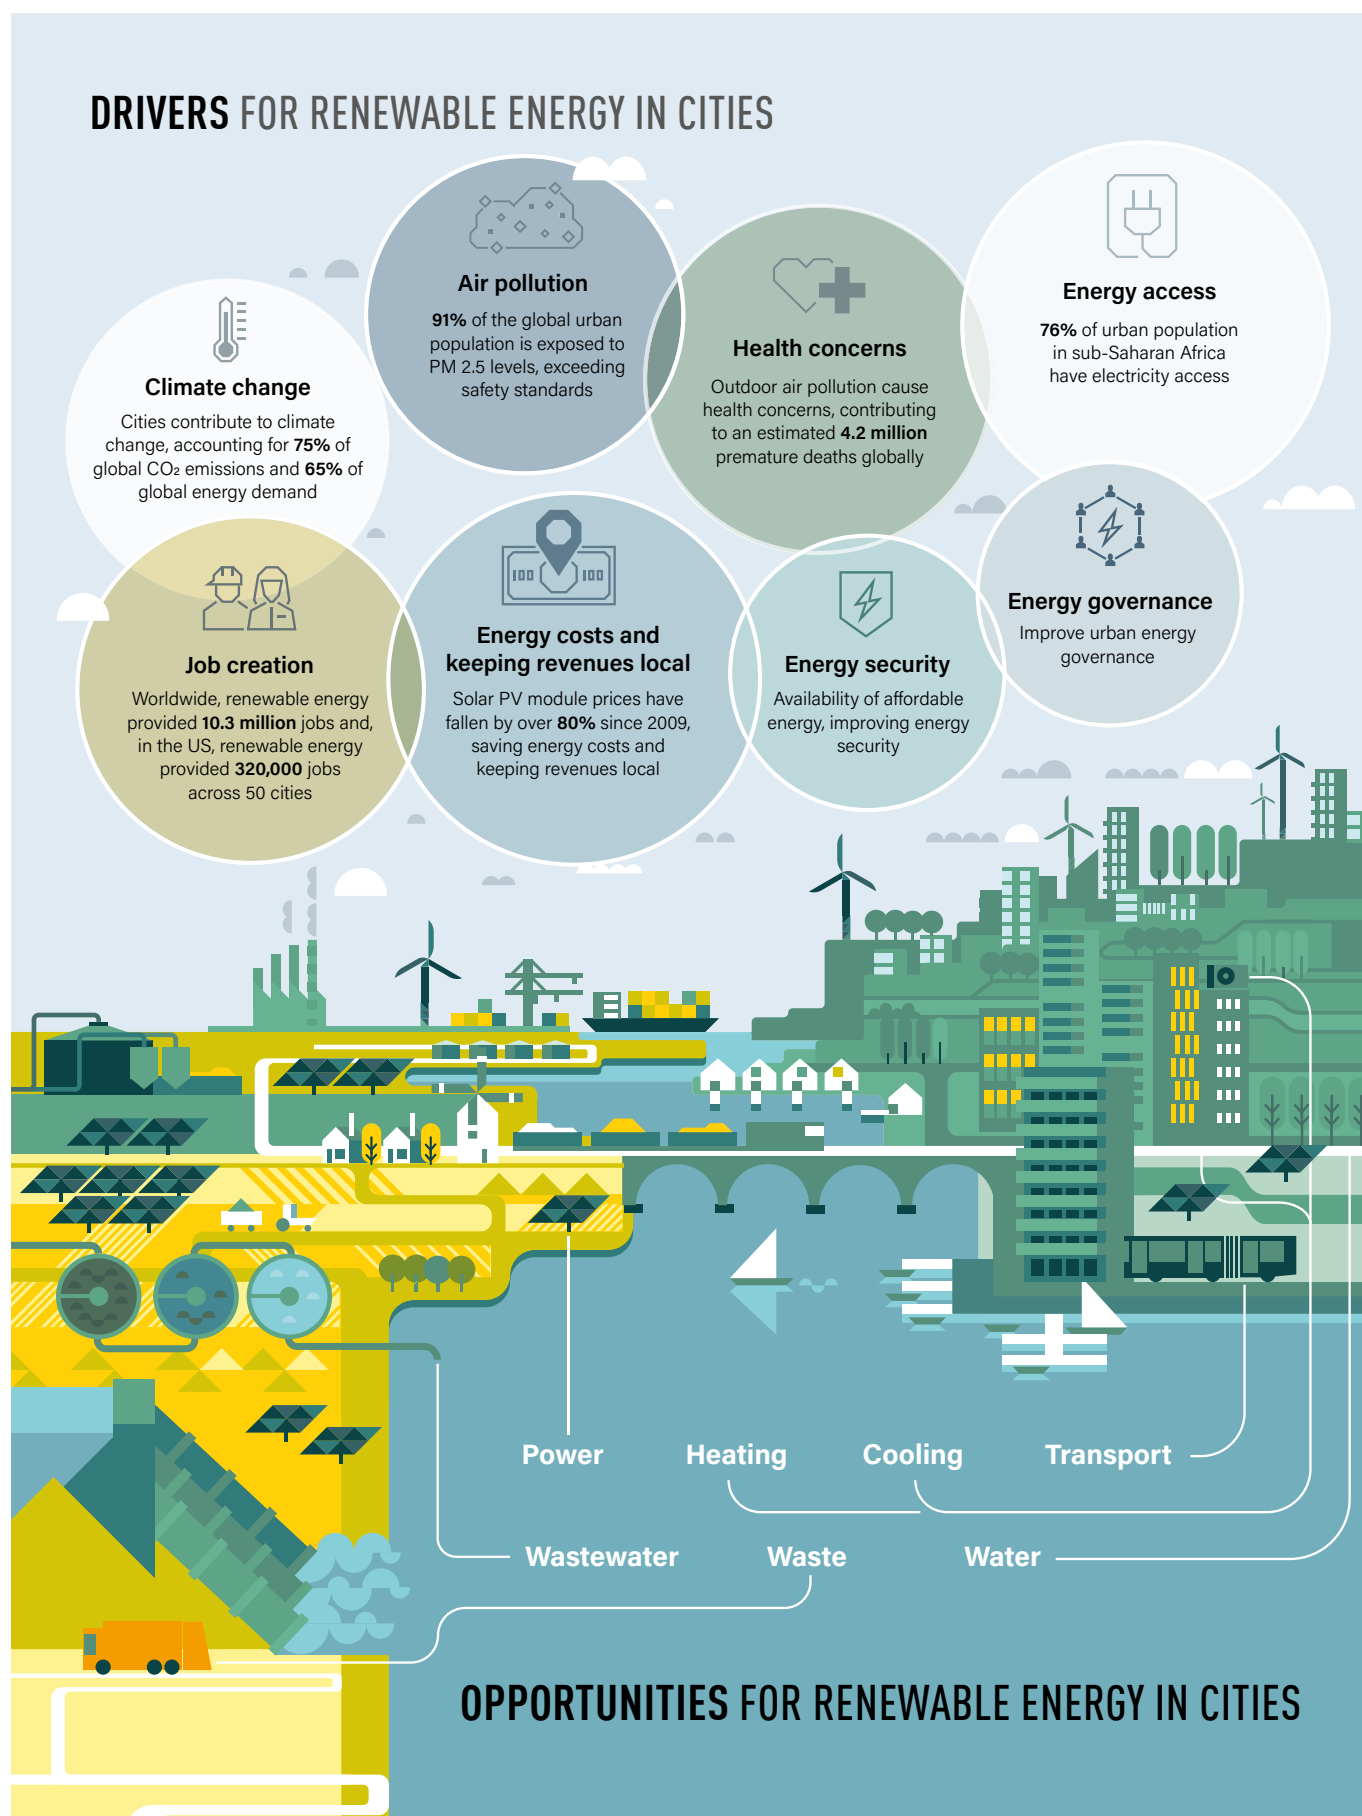 DRIVERS FOR RENEWABLE ENERGY IN CITIES
Air pollution
91% of the global urban
population is exposed to
PM 2.5 levels, exceeding
safety standards
Energy access
76% of urban population
in sub-Saharan Africa
have electricity access
Health concerns
Outdoor air pollution cause
health concerns, contributing
to an estimated 4.2 million
premature deaths globally
Climate change
Cities contribute to climate
change, accounting for 75% of
global CO₂ emissions and 65% of
global energy demand
Energy governance
Improve urban energy
governance
100 100
Energy costs and
keeping revenues local
Solar PV module prices have
fallen by over 80% since 2009,
saving energy costs and
keeping revenues local
Job creation
Worldwide, renewable energy
provided 10.3 million jobs and,
in the US, renewable energy
provided 320,000 jobs
across 50 cities
Energy security
Availability of affordable
energy, improving energy
security
Power
Heating
Cooling
Transport
Wastewater
Waste
Water
OPPORTUNITIES FOR RENEWABLE ENERGY IN CITIES